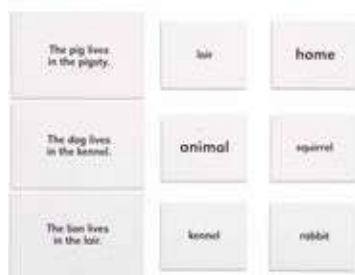 The pig lives
in the pigsty.
lair
home
The dog lives
in the kennel.
animal
squirrel
The lion lives
in the lair.
kennel
rabbit